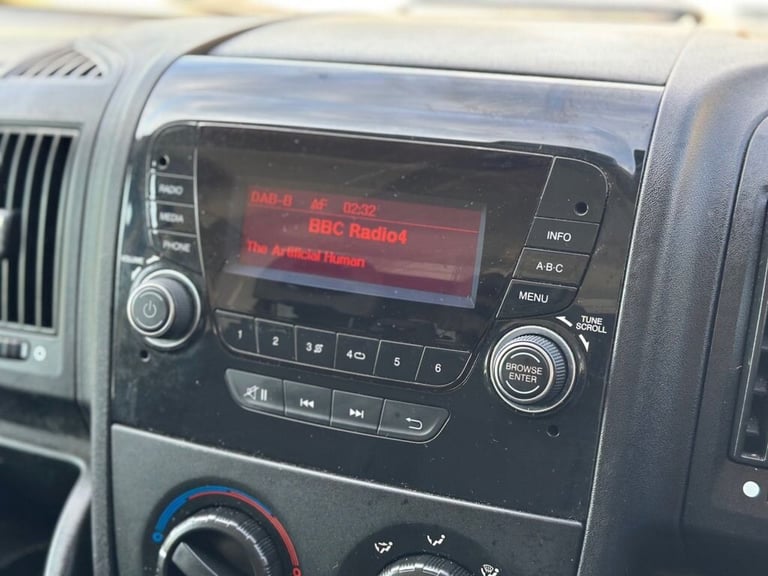 RADIO
MEDIA
PHONE
VOLUME
DAB-B AF 02:32
BBC Radio4
The Artificial Human
INFO
A·B·C
MENU
TUNE
SCROLL
BROWSE
ENTER
1 2 3 4 5 6